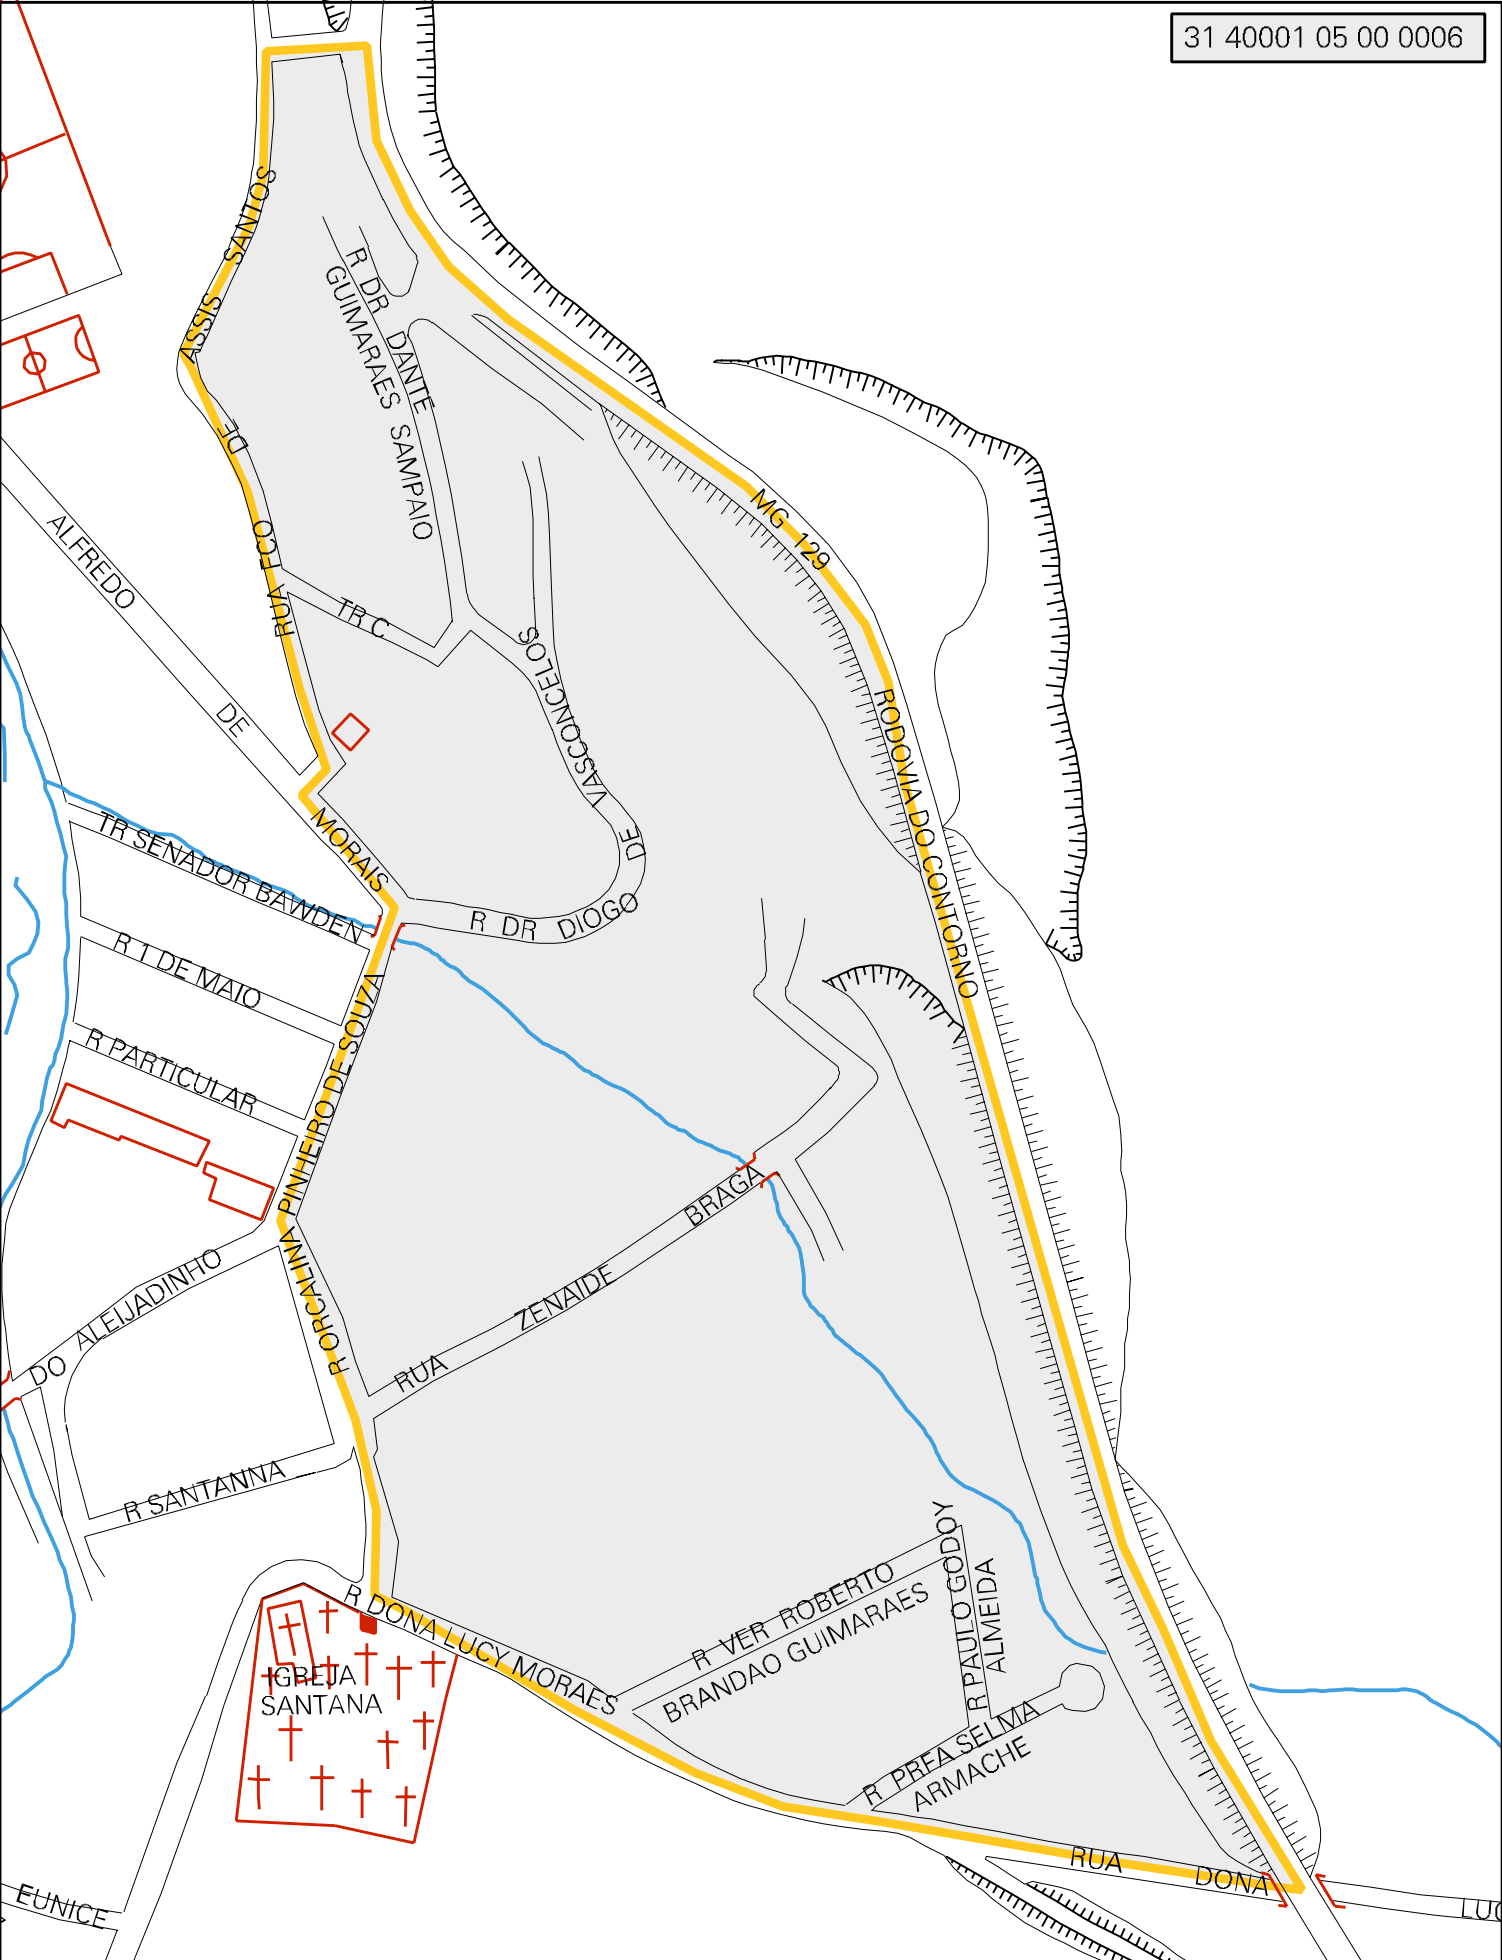 31 40001 05 00 0006
ASSIS SANTOS
DE
RUA FCO
R DR DANTE
GUIMARAES SAMPAIO
MG 129
RODOVIA DO CONTORNO
ALFREDO
DE
MORAIS
TR C
VASCONCELOS
DE
R DR DIOGO
TR SENADOR BAWDEN
R 1 DE MAIO
R PARTICULAR
PINHEIRO DE SOUZA
R ORCALINA
DO ALEIJADINHO
RUA ZENAIDE BRAGA
R SANTANNA
R DONA LUCY MORAES
IGREJA
SANTANA
R VER ROBERTO
BRANDAO GUIMARAES
R PAULO GODOY
ALMEIDA
R PREA SELMA
ARMACHE
RUA DONA
LUC
EUNICE